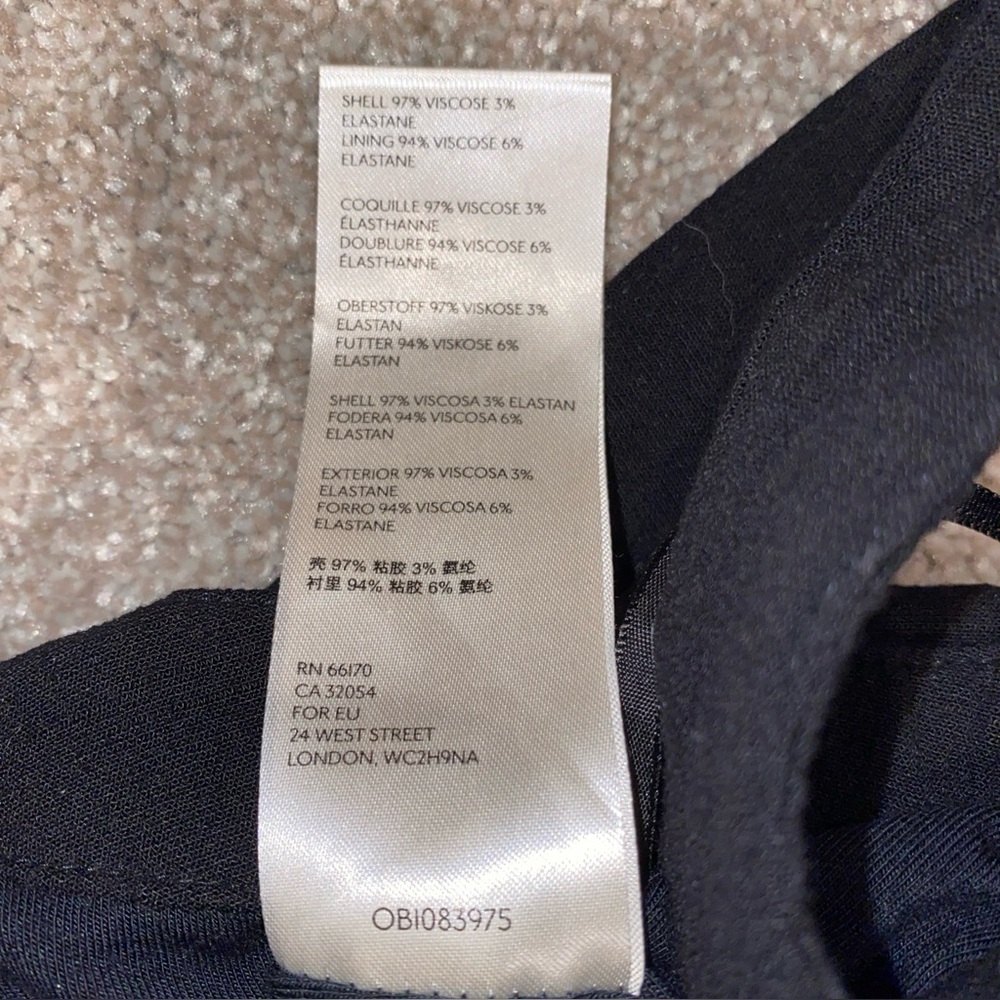 SHELL 97% VISCOSE 3%
ELASTANE
LINING 94% VISCOSE 6%
ELASTANE
COQUILLE 97% VISCOSE 3%
ÉLASTHANNE
DOUBLURE 94% VISCOSE 6%
ÉLASTHANNE
OBERSTOFF 97% VISKOSE 3%
ELASTAN
FUTTER 94% VISKOSE 6%
ELASTAN
SHELL 97% VISCOSA 3% ELASTAN
FODERA 94% VISCOSA 6%
ELASTAN
EXTERIOR 97% VISCOSA 3%
ELASTANE
FORRO 94% VISCOSA 6%
ELASTANE
壳 97% 粘胶 3% 氨纶
衬里 94% 粘胶 6% 氨纶
RN 66170
CA 32054
FOR EU
24 WEST STREET
LONDON, WC2H9NA
OB1083975